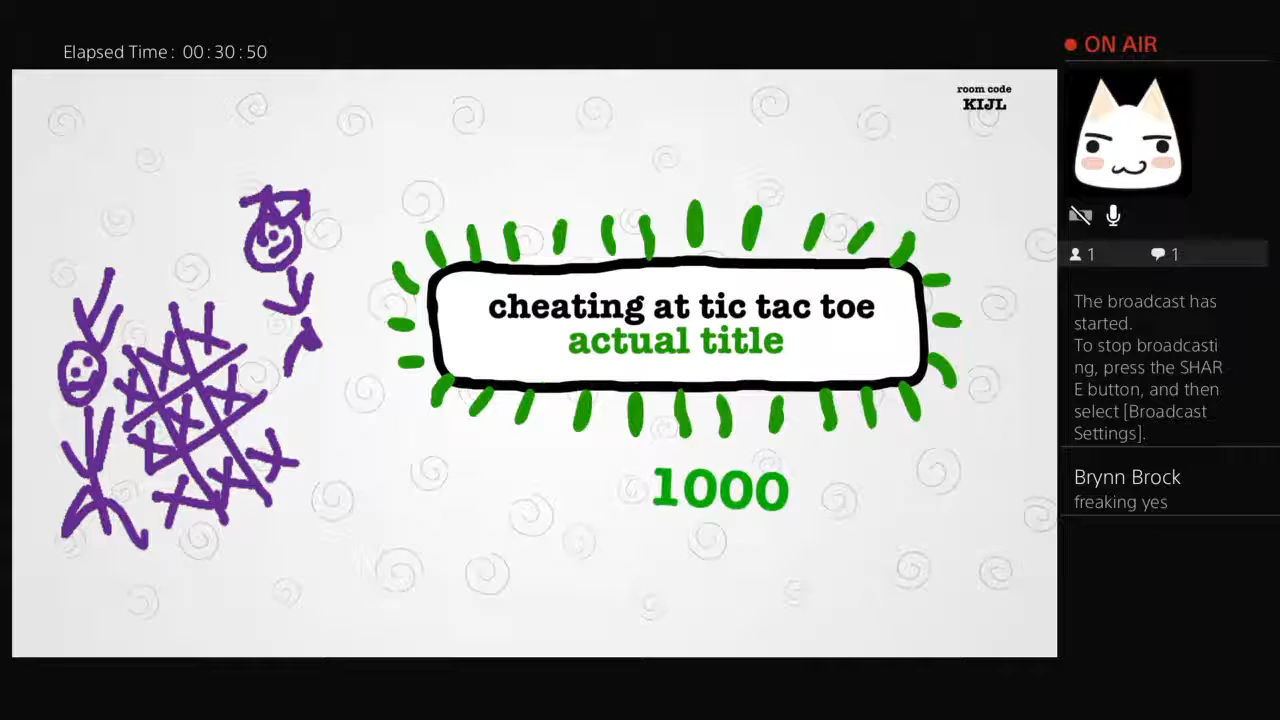 Elapsed Time: 00:30:50
ON AIR
room code
KIJL
cheating at tic tac toe
actual title
1000
1 1
The broadcast has
started.
To stop broadcasti
ng, press the SHAR
E button, and then
select [Broadcast
Settings].
Brynn Brock
freaking yes